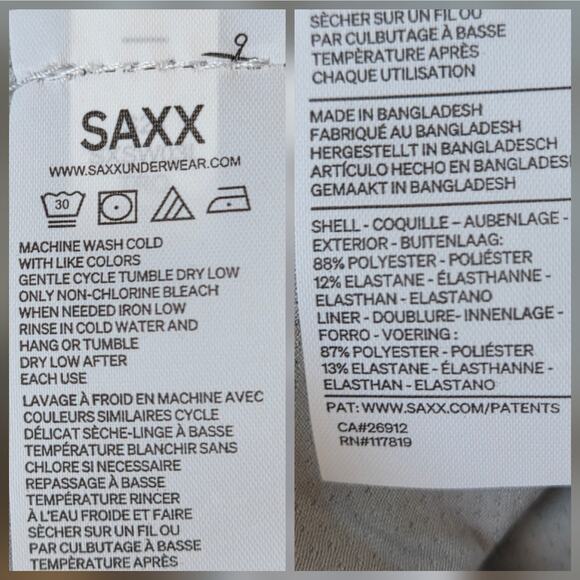 9
SAXX
WWW.SAXXUNDERWEAR.COM
30
MACHINE WASH COLD
WITH LIKE COLORS
GENTLE CYCLE TUMBLE DRY LOW
ONLY NON-CHLORINE BLEACH
WHEN NEEDED IRON LOW
RINSE IN COLD WATER AND
HANG OR TUMBLE
DRY LOW AFTER
EACH USE
LAVAGE À FROID EN MACHINE AVEC
COULEURS SIMILAIRES CYCLE
DÉLICAT SÈCHE-LINGE À BASSE
TEMPÉRATURE BLANCHIR SANS
CHLORE SI NECESSAIRE
REPASSAGE À BASSE
TEMPÉRATURE RINCER
À L'EAU FROIDE ET FAIRE
SÈCHER SUR UN FIL OU
PAR CULBUTAGE À BASSE
TEMPÈRATURE APRÈS
SÈCHER SUR UN FIL OU
PAR CULBUTAGE À BASSE
TEMPÈRATURE APRÈS
CHAQUE UTILISATION
MADE IN BANGLADESH
FABRIQUÉ AU BANGLADESH
HERGESTELLT IN BANGLADESCH
ARTÍCULO HECHO EN BANGLADES
GEMAAKT IN BANGLADESH
SHELL - COQUILLE - AUBENLAGE -
EXTERIOR - BUITENLAAG:
88% POLYESTER - POLIÉSTER
12% ELASTANE - ÉLASTHANNE -
ELASTHAN - ELASTANO
LINER - DOUBLURE- INNENLAGE -
FORRO - VOERING :
87% POLYESTER - POLIÉSTER
13% ELASTANE - ÉLASTHANNE -
ELASTHAN - ELASTANO
PAT: WWW.SAXX.COM/PATENTS
CA#26912
RN#117819